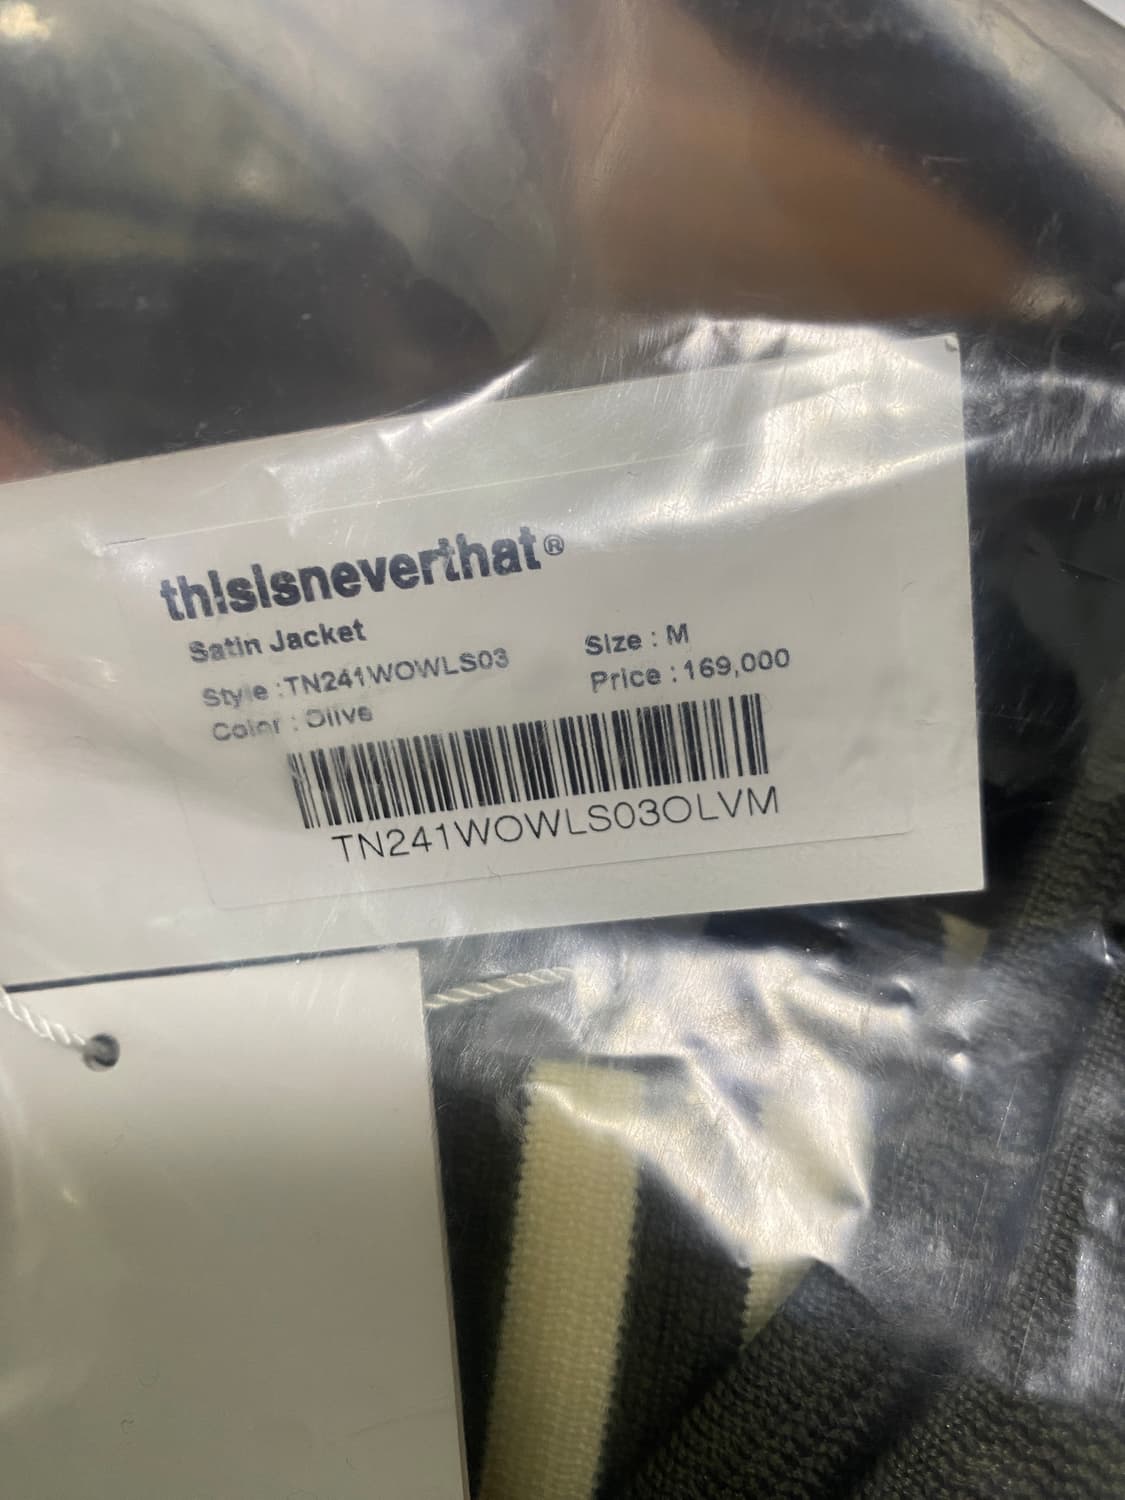 thisisneverthat®
Satin Jacket
Style :TN241WOWLS03
Size : M
Color : Olive
Price : 169,000
TN241WOWLS03OLVM